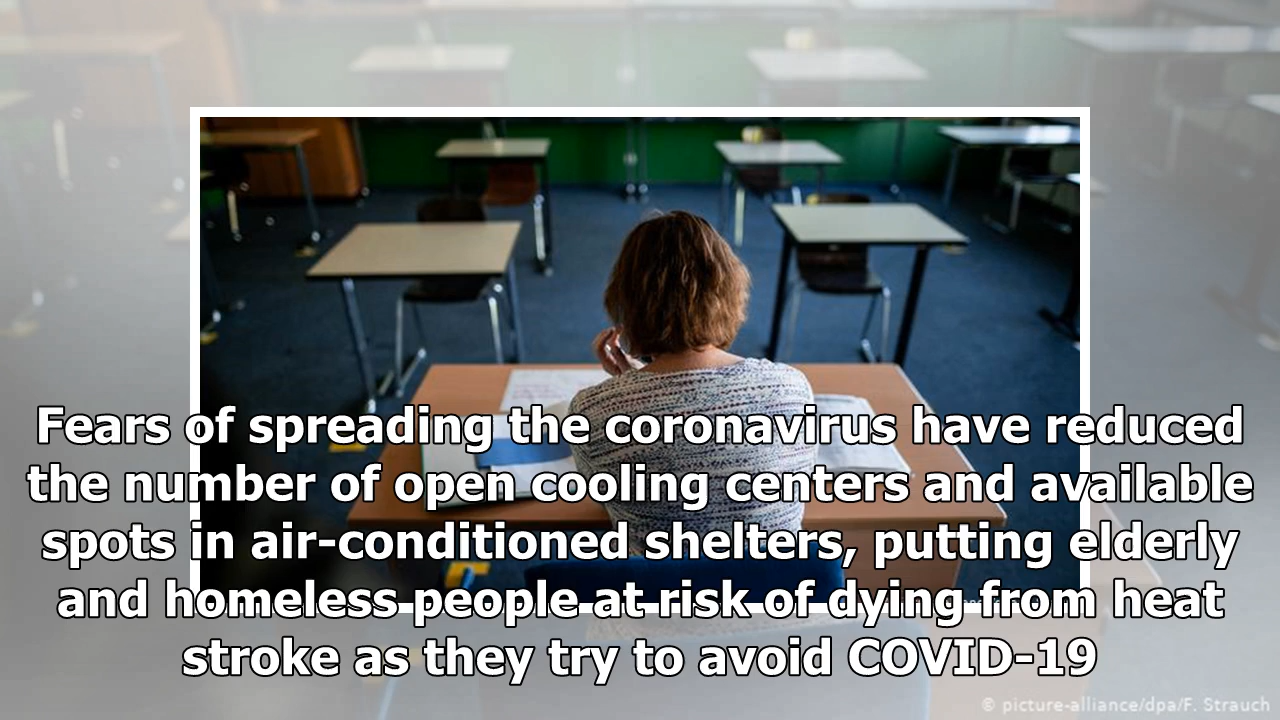 Fears of spreading the coronavirus have reduced
the number of open cooling centers and available
spots in air-conditioned shelters, putting elderly
and homeless people at risk of dying from heat
stroke as they try to avoid COVID-19
© picture-alliance/dpa/F. Strauch